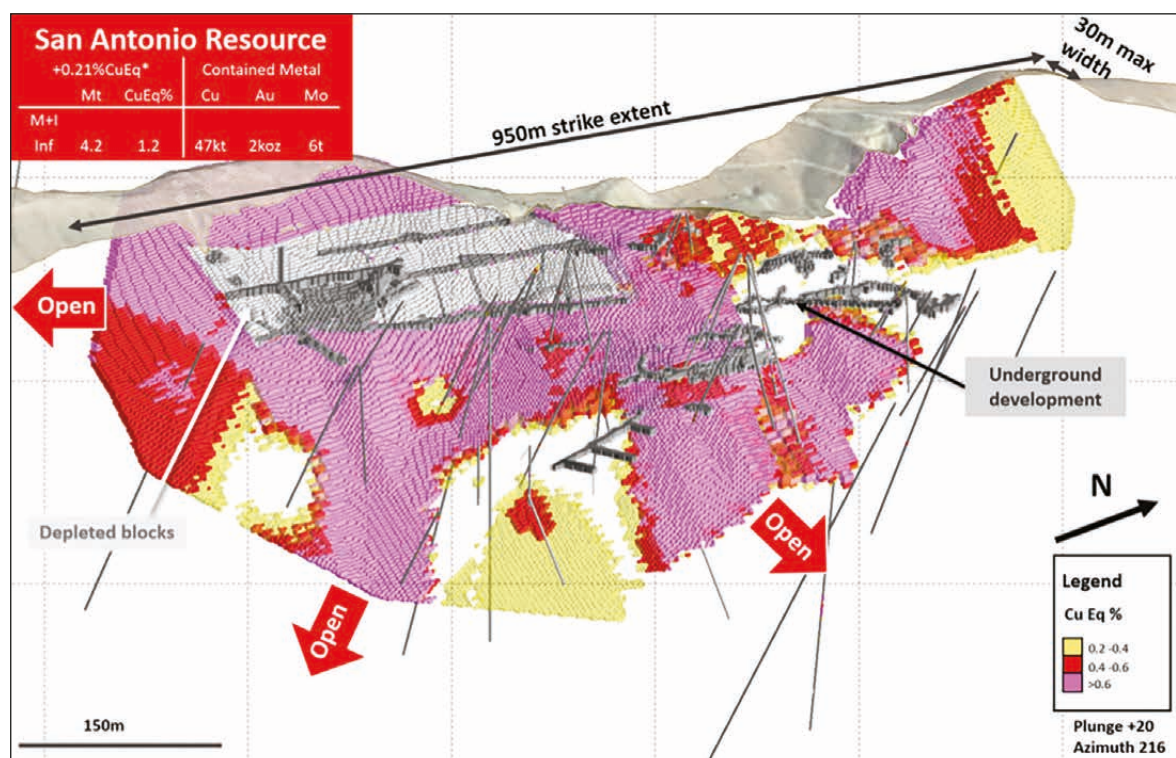 San Antonio Resource
+0.21%CuEq* Contained Metal
Mt CuEq% Cu Au Mo
M+I
Inf 4.2 1.2 47kt 2koz 6t
30m max
width
950m strike extent
Open
Underground
development
Depleted blocks
Open
Open
N
Legend
Cu Eq %
0.2 -0.4
0.4 -0.6
>0.6
150m
Plunge +20
Azimuth 216